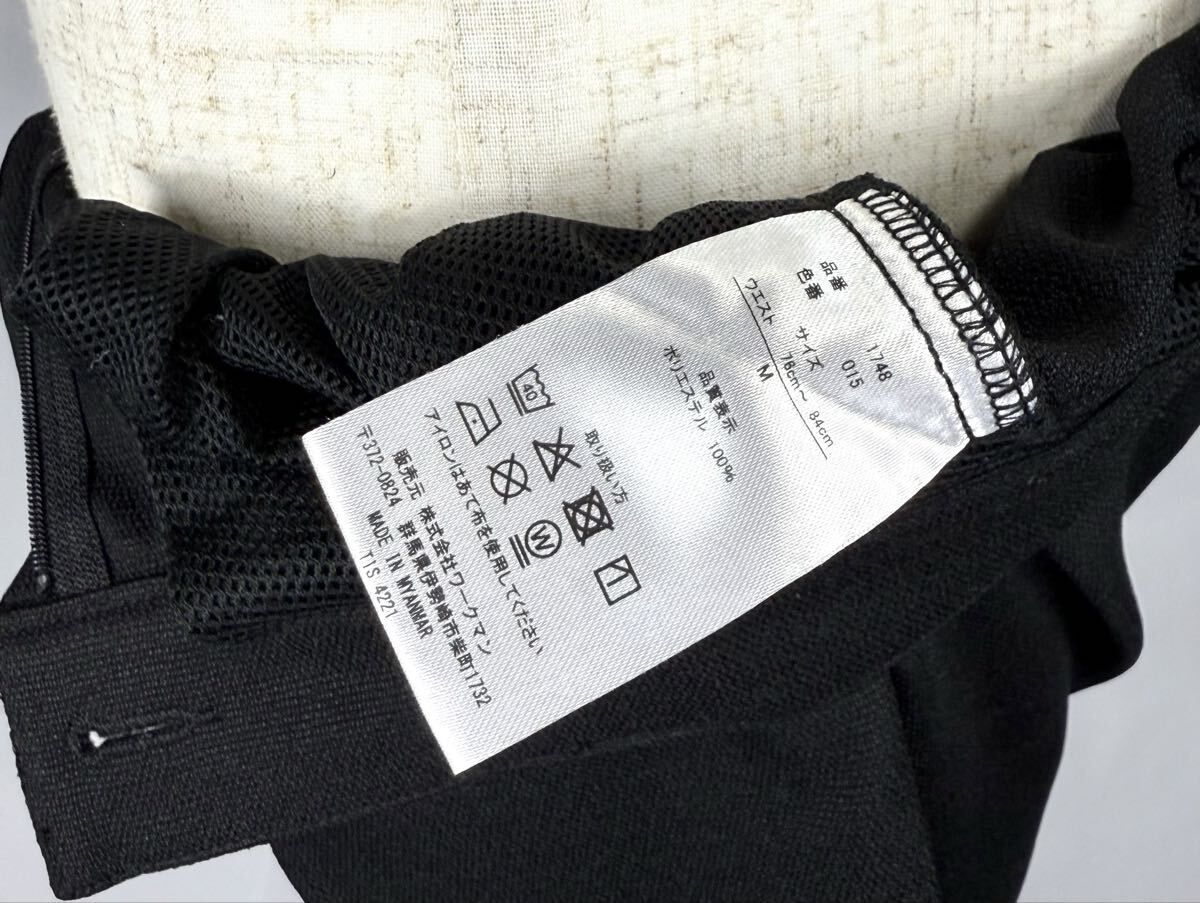 品番 1748
色番 015
サイズ M
ウエスト 78cm～ 84cm
品質表示
ポリエステル 100%
取り扱い方
40
W
アイロンはあて布を使用してください
販売元 株式会社ワークマン
〒372-0824 群馬県伊勢崎市柴町1732
MADE IN MYANMAR
T1S 4221